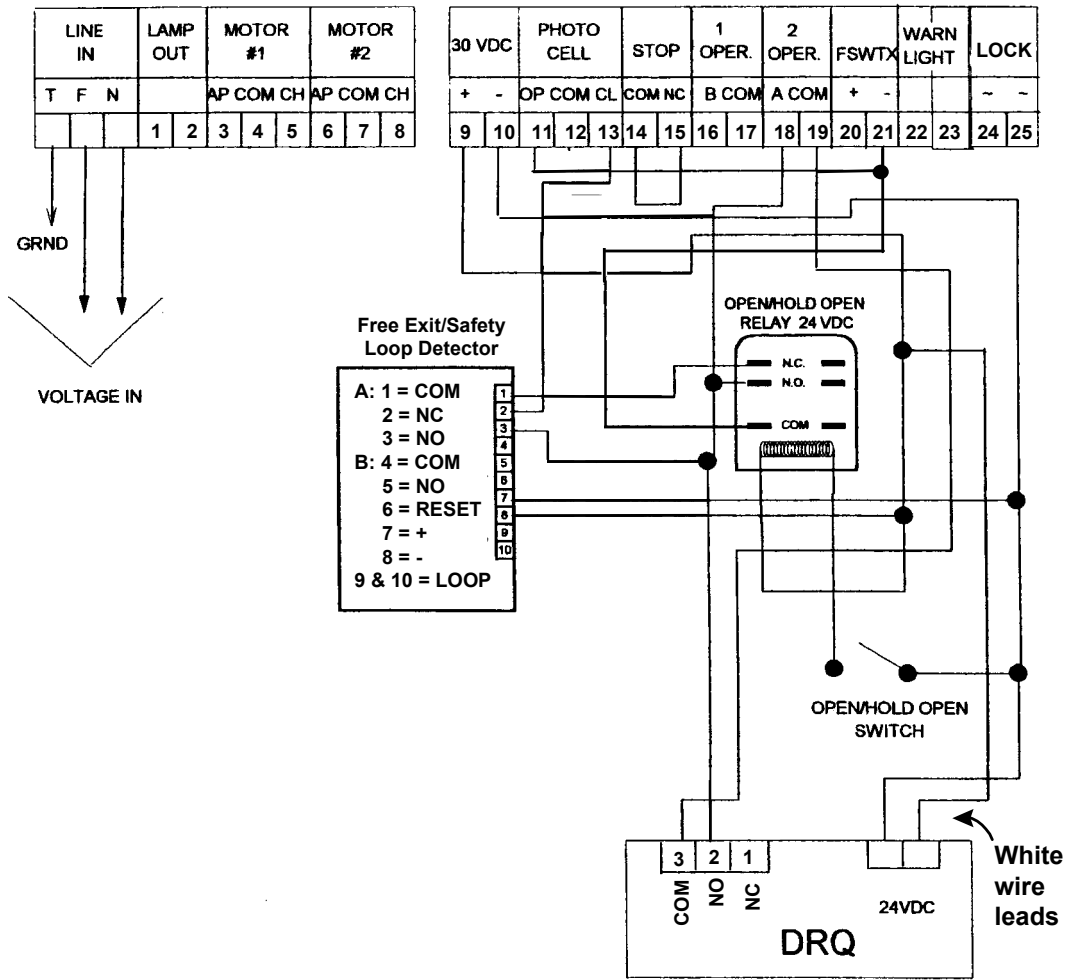 LINE IN
LAMP OUT
MOTOR #1
MOTOR #2
T F N
AP COM CH
AP COM CH
1 2 3 4 5 6 7 8
30 VDC
PHOTO CELL
STOP
1 OPER.
2 OPER.
FSWTX
WARN LIGHT
LOCK
+ -
OP COM CL
COM NC
B COM
A COM
+ -
~ ~
9 10 11 12 13 14 15 16 17 18 19 20 21 22 23 24 25
GRND
VOLTAGE IN
Free Exit/Safety
Loop Detector
A: 1 = COM
2 = NC
3 = NO
B: 4 = COM
5 = NO
6 = RESET
7 = +
8 = -
9 & 10 = LOOP
1
2
3
4
5
6
7
8
9
10
OPEN/HOLD OPEN
RELAY 24 VDC
N.C.
N.O.
COM
OPEN/HOLD OPEN
SWITCH
White
wire
leads
3 2 1
COM
NO
NC
24VDC
DRQ